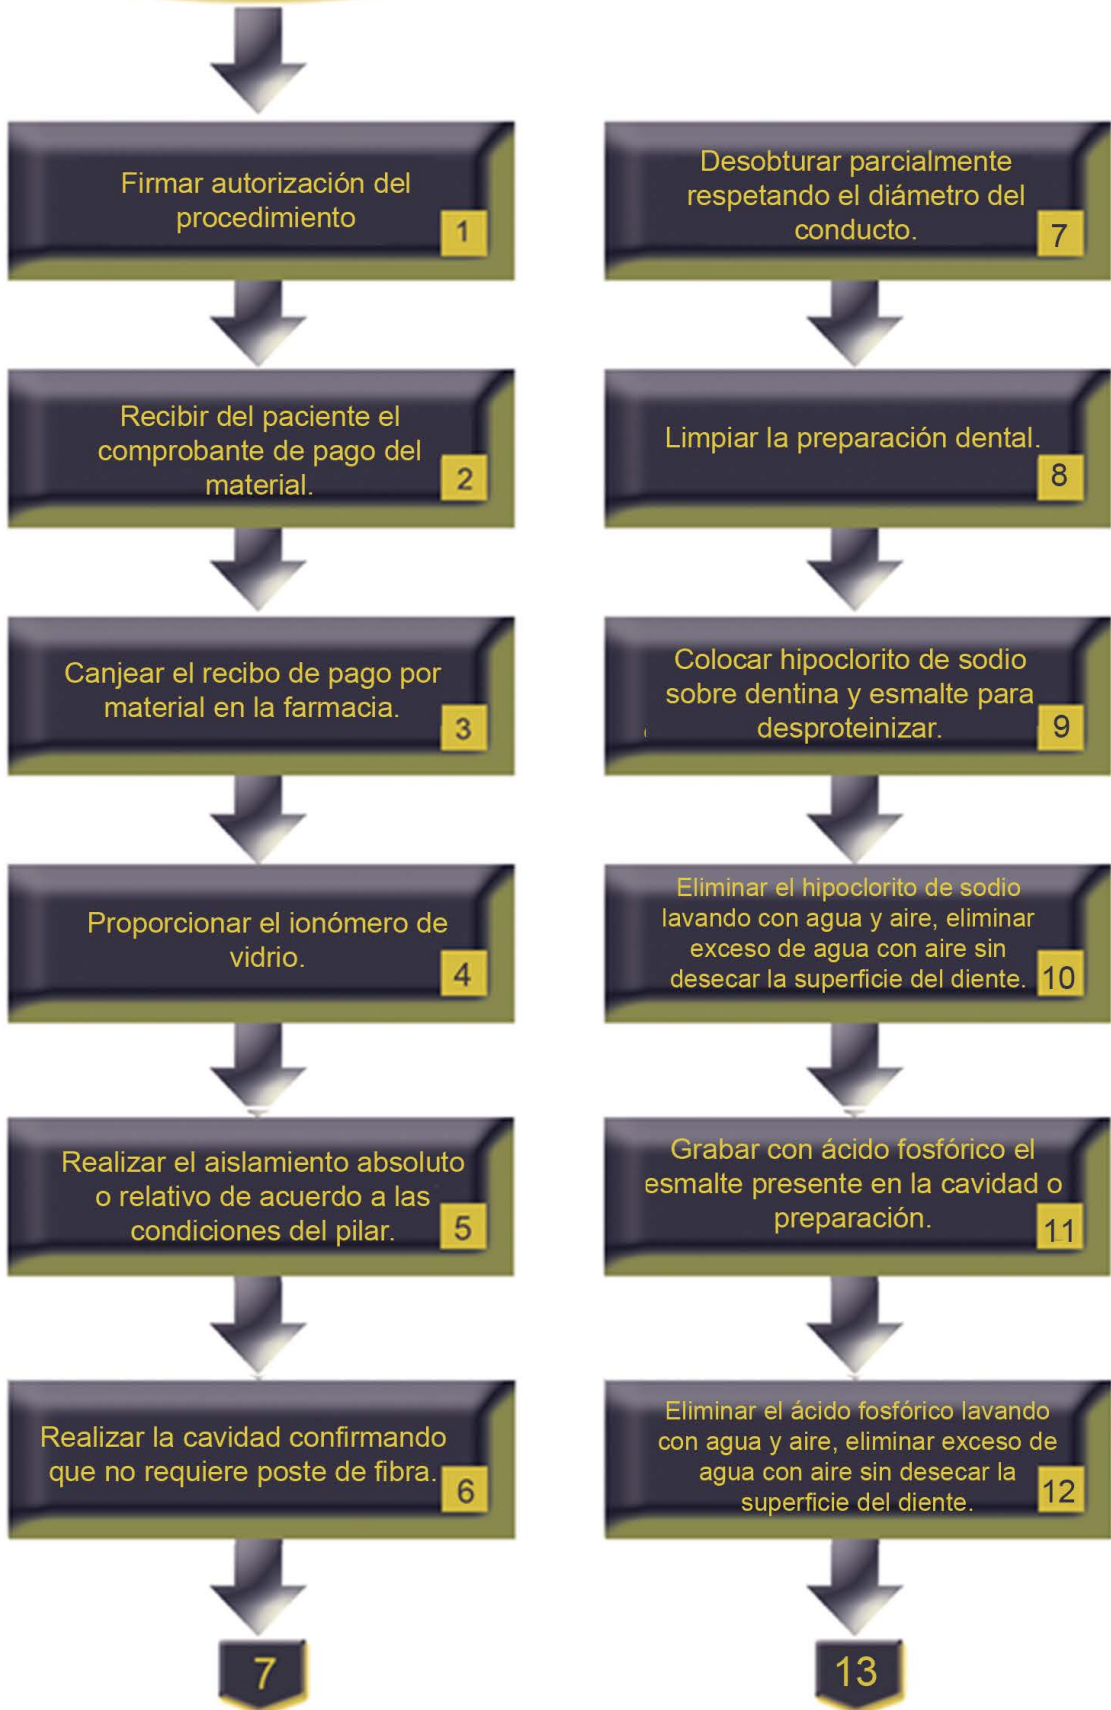 Firmar autorización del
procedimiento
1
Recibir del paciente el
comprobante de pago del
material.
2
Canjear el recibo de pago por
material en la farmacia.
3
Proporcionar el ionómero de
vidrio.
4
Realizar el aislamiento absoluto
o relativo de acuerdo a las
condiciones del pilar.
5
Realizar la cavidad confirmando
que no requiere poste de fibra.
6
7
Desobturar parcialmente
respetando el diámetro del
conducto.
7
Limpiar la preparación dental.
8
Colocar hipoclorito de sodio
sobre dentina y esmalte para
desproteinizar.
9
Eliminar el hipoclorito de sodio
lavando con agua y aire, eliminar
exceso de agua con aire sin
desecar la superficie del diente.
10
Grabar con ácido fosfórico el
esmalte presente en la cavidad o
preparación.
11
Eliminar el ácido fosfórico lavando
con agua y aire, eliminar exceso de
agua con aire sin desecar la
superficie del diente.
12
13